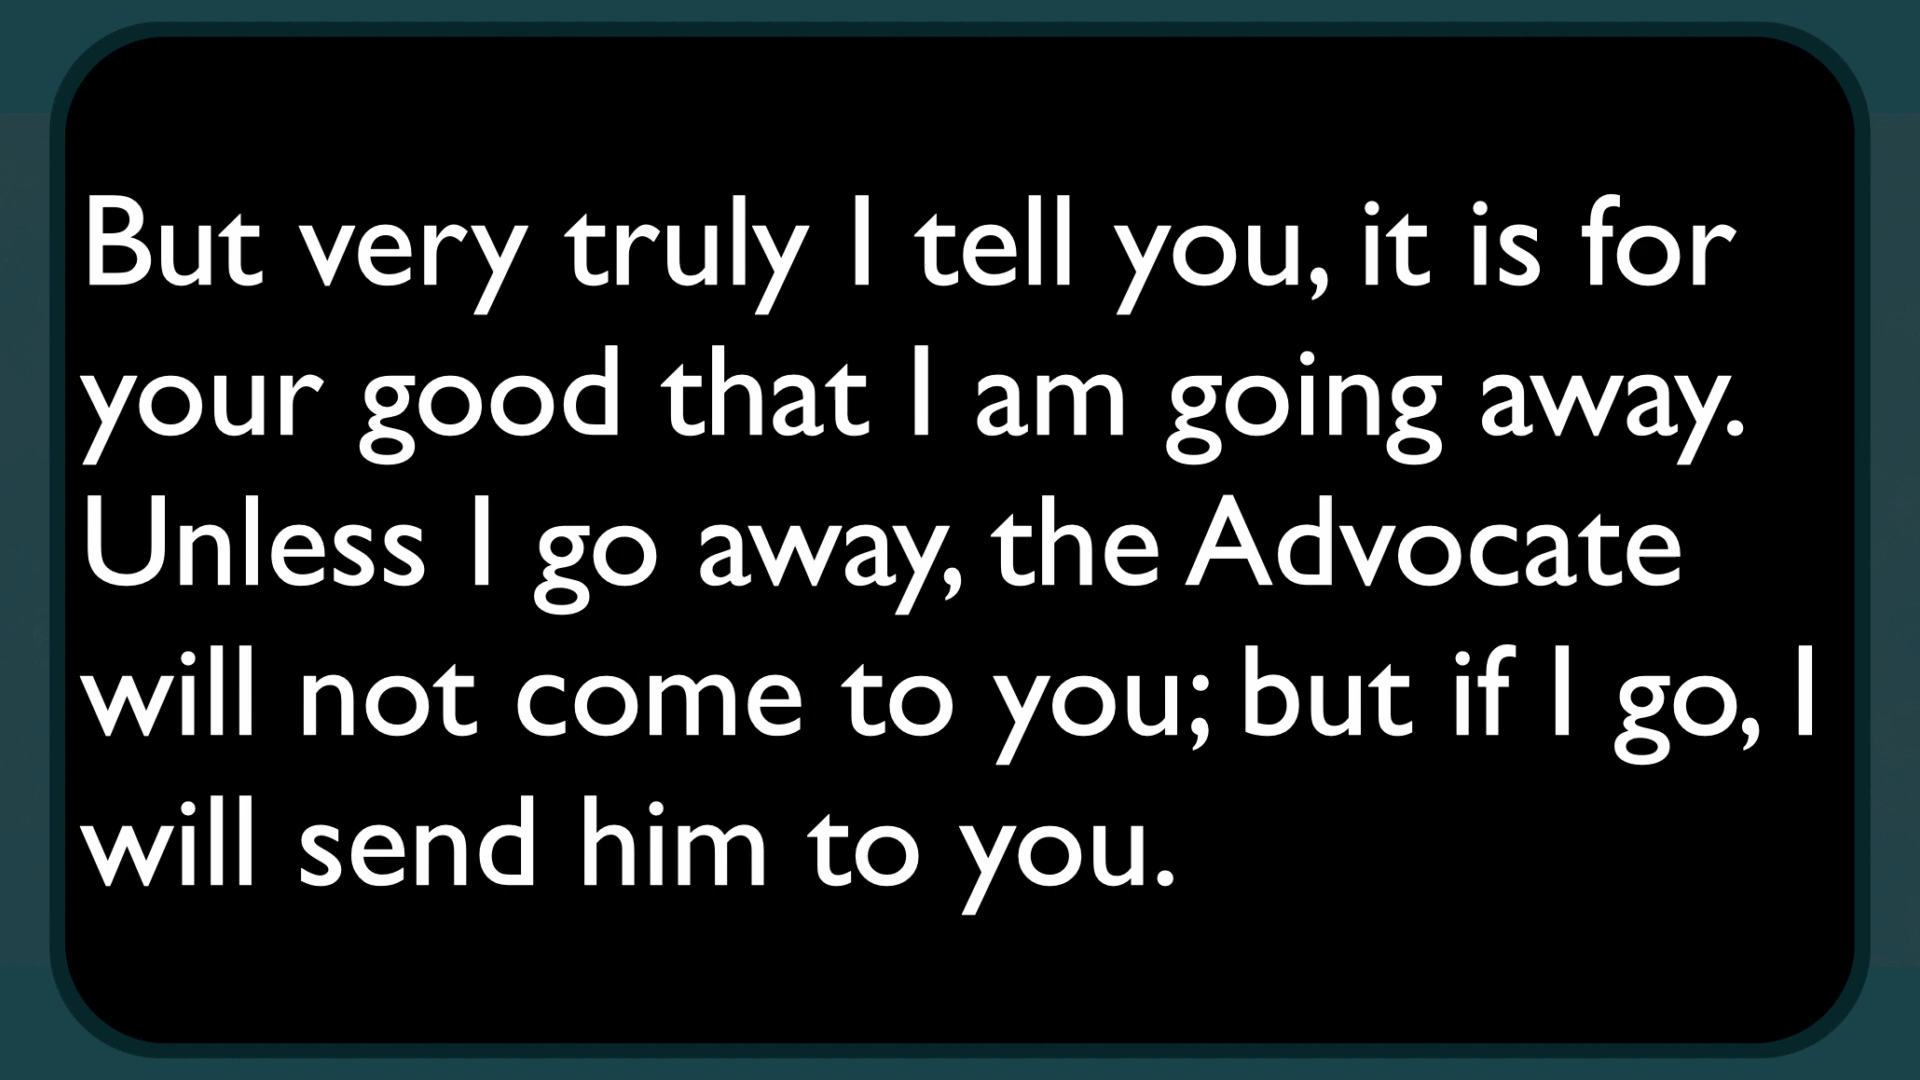 But very truly I tell you, it is for
your good that I am going away.
Unless I go away, the Advocate
will not come to you; but if I go, I
will send him to you.